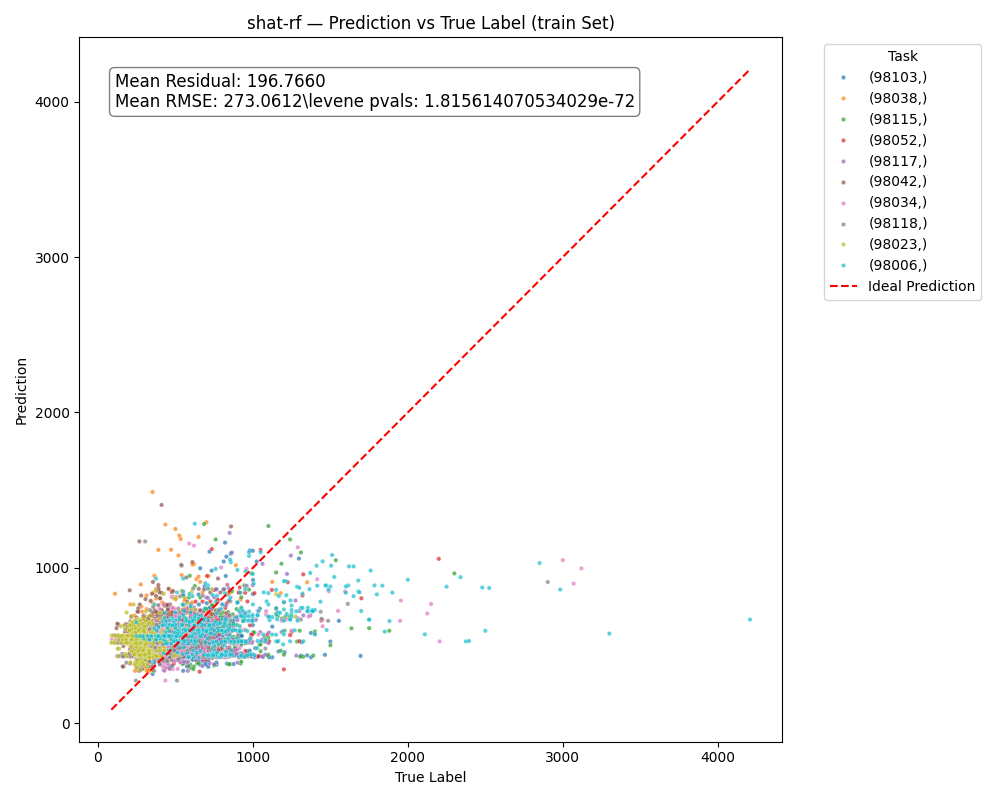 shat-rf — Prediction vs True Label (train Set)
Mean Residual: 196.7660
Mean RMSE: 273.0612\levene pvals: 1.815614070534029e-72
Task
(98103,)
(98038,)
(98115,)
(98052,)
(98117,)
(98042,)
(98034,)
(98118,)
(98023,)
(98006,)
Ideal Prediction
Prediction
4000
3000
2000
1000
0
0 1000 2000 3000 4000
True Label